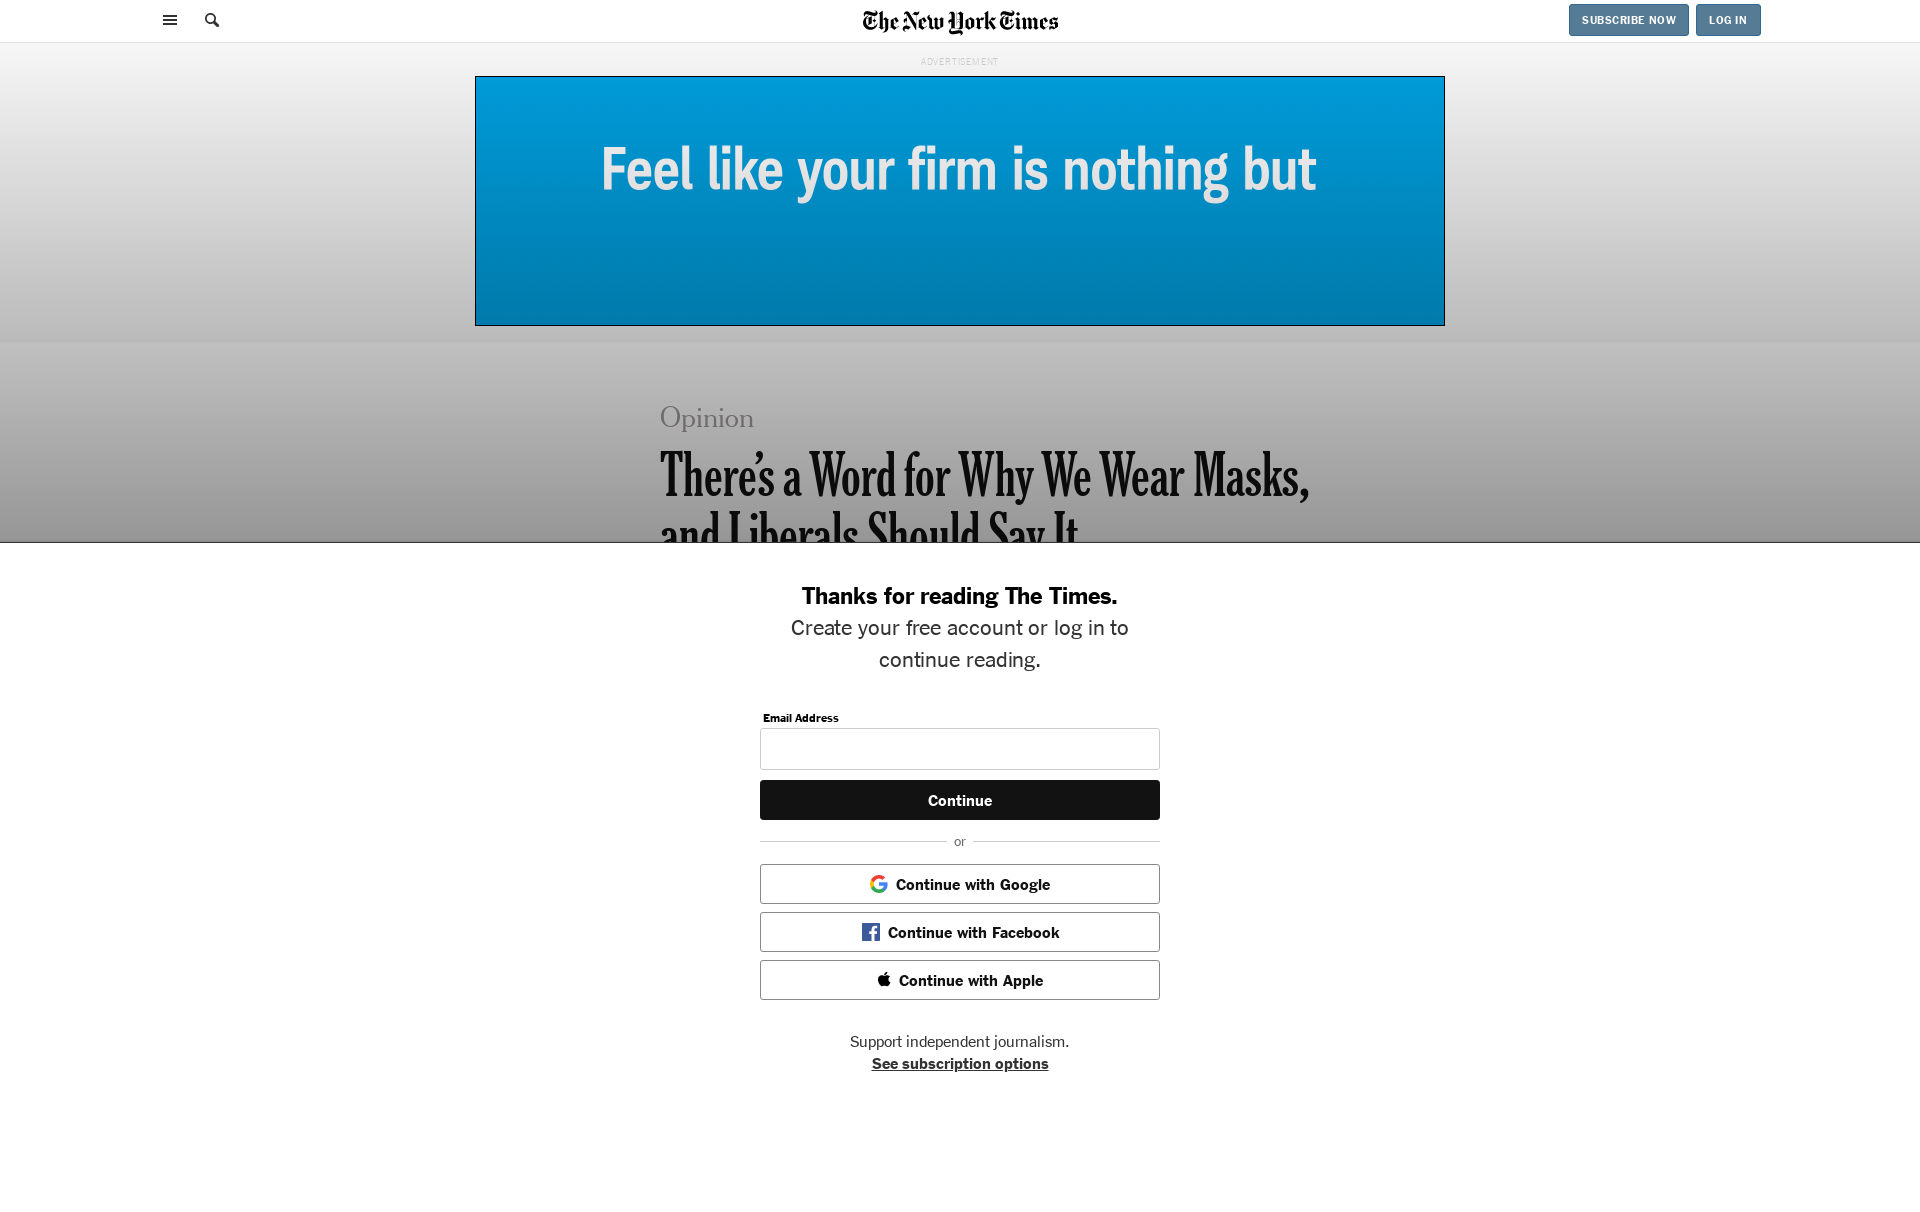 The New York Times
SUBSCRIBE NOW
LOG IN
ADVERTISEMENT
Feel like your firm is nothing but
Opinion
There's a Word for Why We Wear Masks,
and Liberals Should Say It
Thanks for reading The Times.
Create your free account or log in to
continue reading.
Email Address
Continue
or
Continue with Google
Continue with Facebook
Continue with Apple
Support independent journalism.
See subscription options